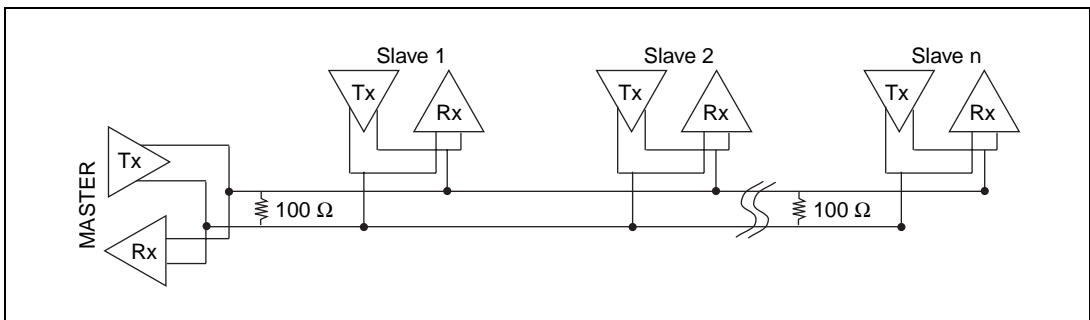 Slave 1
Slave 2
Slave n
Tx
Rx
Tx
Rx
Tx
Rx
MASTER
Tx
Rx
100 Ω
100 Ω